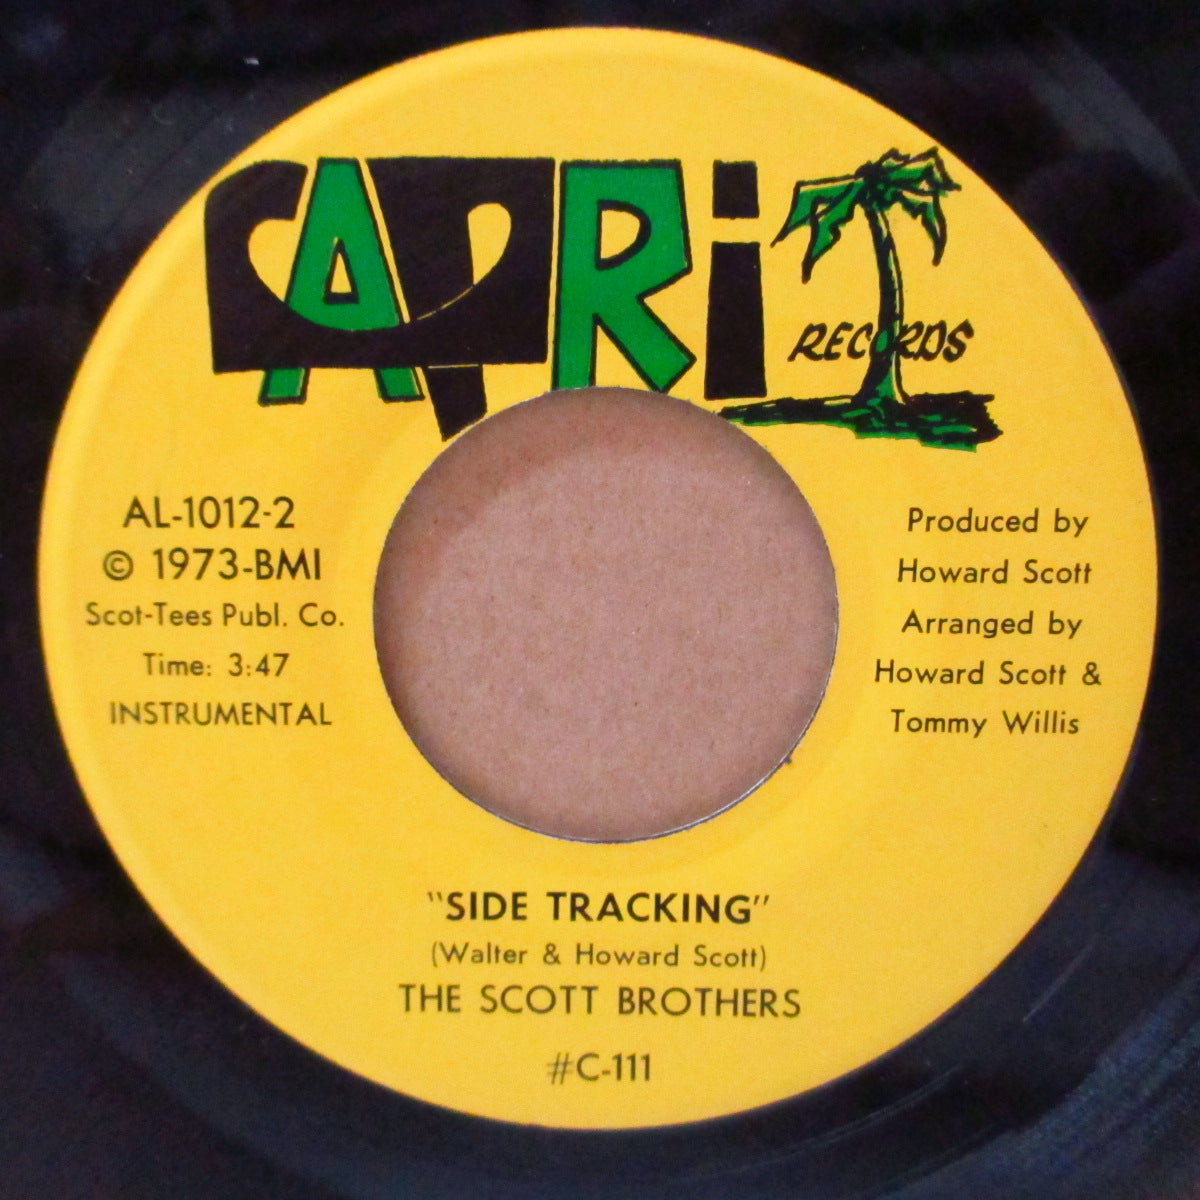 CAPRI
RECORDS
AL-1012-2
© 1973-BMI
Scot-Tees Publ. Co.
Time: 3:47
INSTRUMENTAL
Produced by
Howard Scott
Arranged by
Howard Scott &
Tommy Willis
"SIDE TRACKING"
(Walter & Howard Scott)
THE SCOTT BROTHERS
#C-111